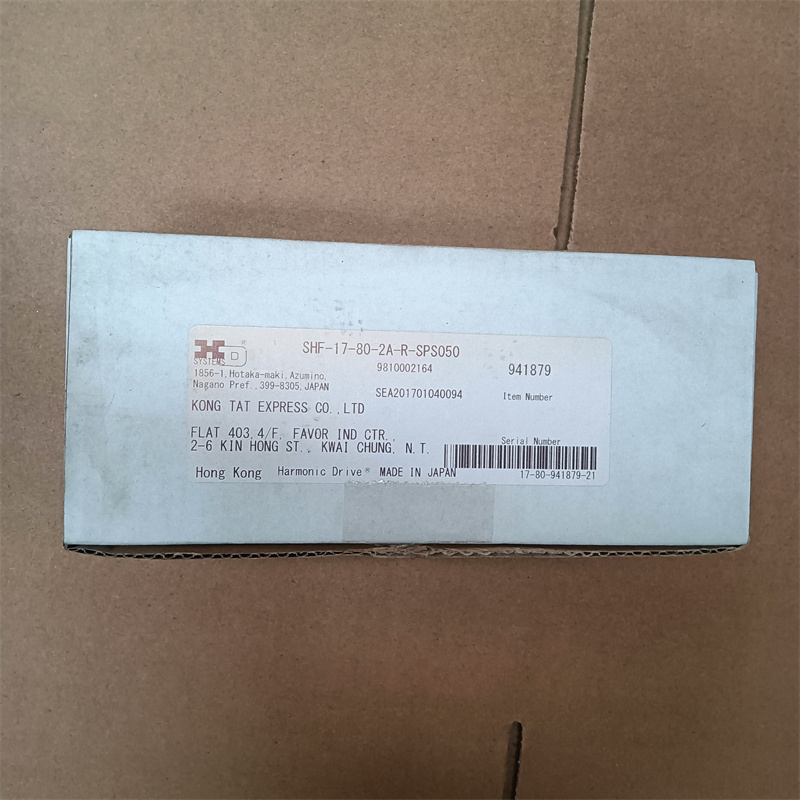 HD®
SYSTEMS
SHF-17-80-2A-R-SPS050
9810002164
941879
1856-1,Hotaka-maki,Azumino,
Nagano Pref.,399-8305,JAPAN
SEA201701040094
Item Number
KONG TAT EXPRESS CO.,LTD
FLAT 403,4/F, FAVOR IND CTR.,
2-6 KIN HONG ST., KWAI CHUNG, N.T.
Serial Number
Hong Kong Harmonic Drive® MADE IN JAPAN
17-80-941879-21